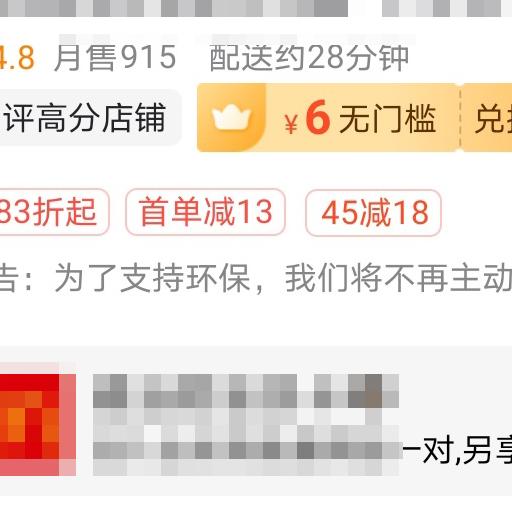 4.8 月售915 配送约28分钟
评高分店铺 ¥6无门槛 兑
83折起 首单减13 45减18
告：为了支持环保，我们将不再主动
一对,另享